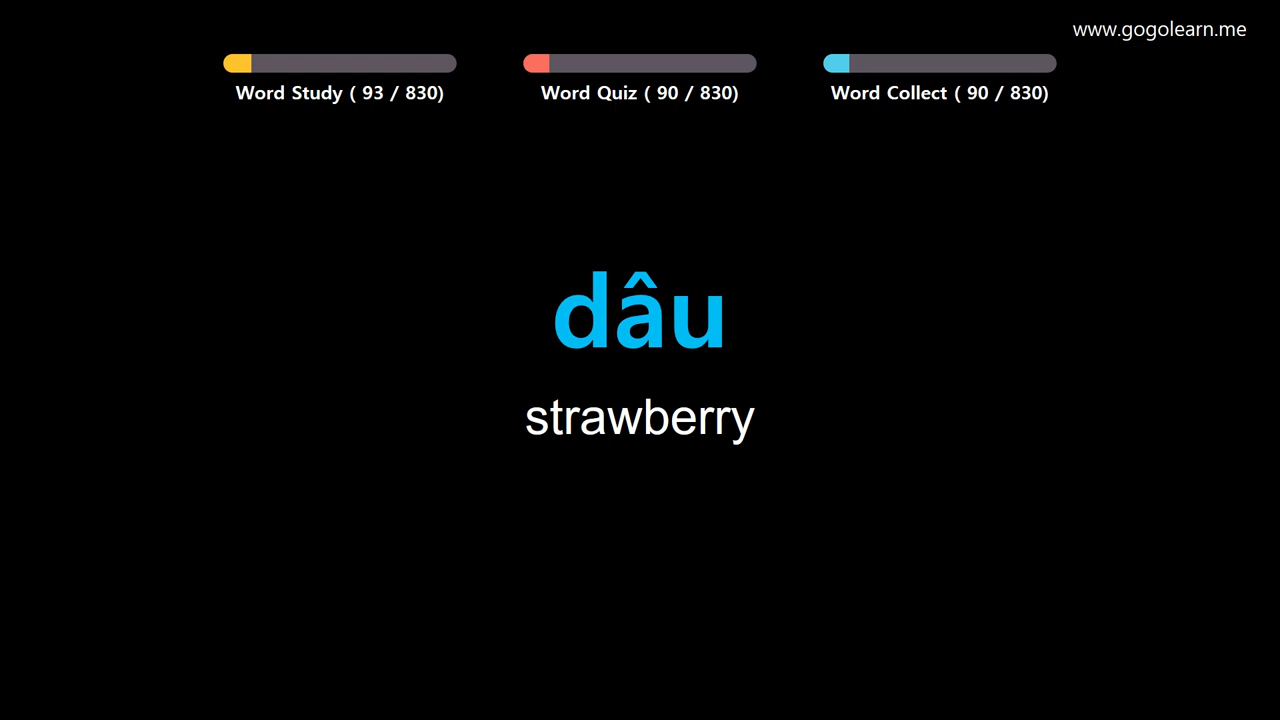 www.gogolearn.me
Word Study ( 93 / 830)
Word Quiz ( 90 / 830)
Word Collect ( 90 / 830)
dâu
strawberry